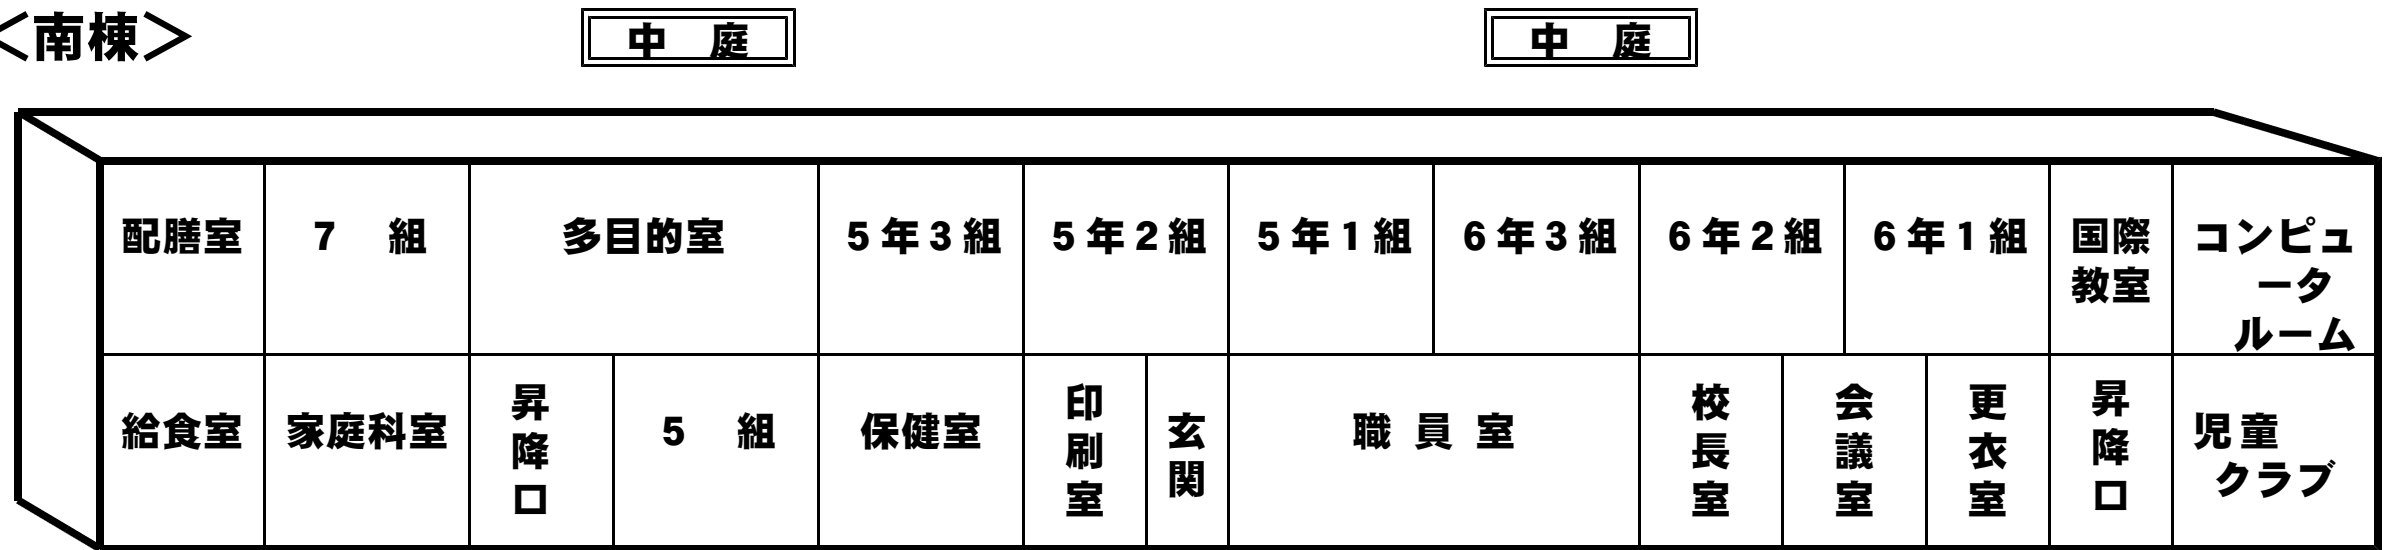 ＜南棟＞
中　庭
中　庭
配膳室
７　組
多目的室
５年３組
５年２組
５年１組
６年３組
６年２組
６年１組
国際
教室
コンピュ
ータ
ルーム
給食室
家庭科室
昇降口
５　組
保健室
印刷室
玄関
職 員 室
校長室
会議室
更衣室
昇降口
児童
クラブ